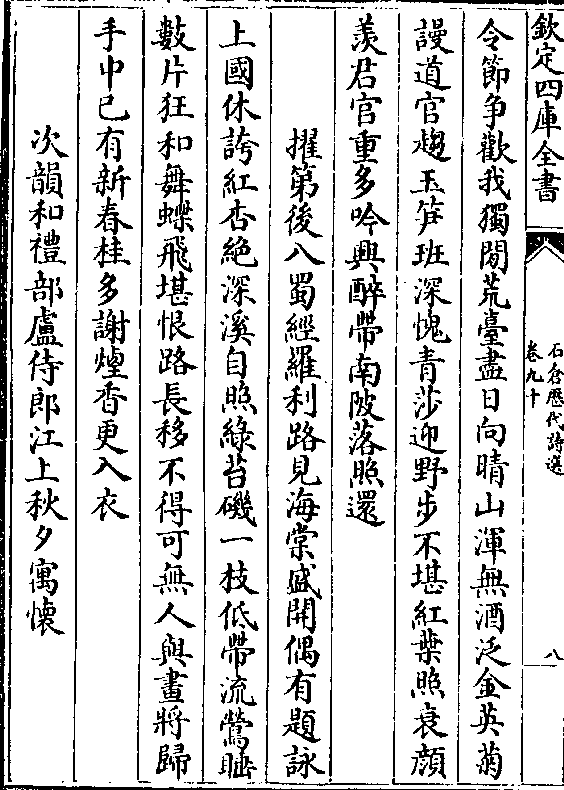 欽定四庫全書
石倉歷代詩選
卷九十
八
令節争歡我獨閒荒臺盡日向晴山渾無酒泛金英菊
謾道官趨玉笋班深愧青莎迎野步不堪紅葉照衰顔
羨君官重多吟興醉帶南陂落照還
擢第後入蜀經羅利路見海棠盛開偶有題詠
上國休誇紅杏絶深溪自照綠苔磯一枝低帶流鶯睡
數片狂和舞蝶飛堪恨路長移不得可無人與畫將歸
手中已有新春桂多謝煙香更入衣
次韻和禮部盧侍郎江上秋夕寓懷